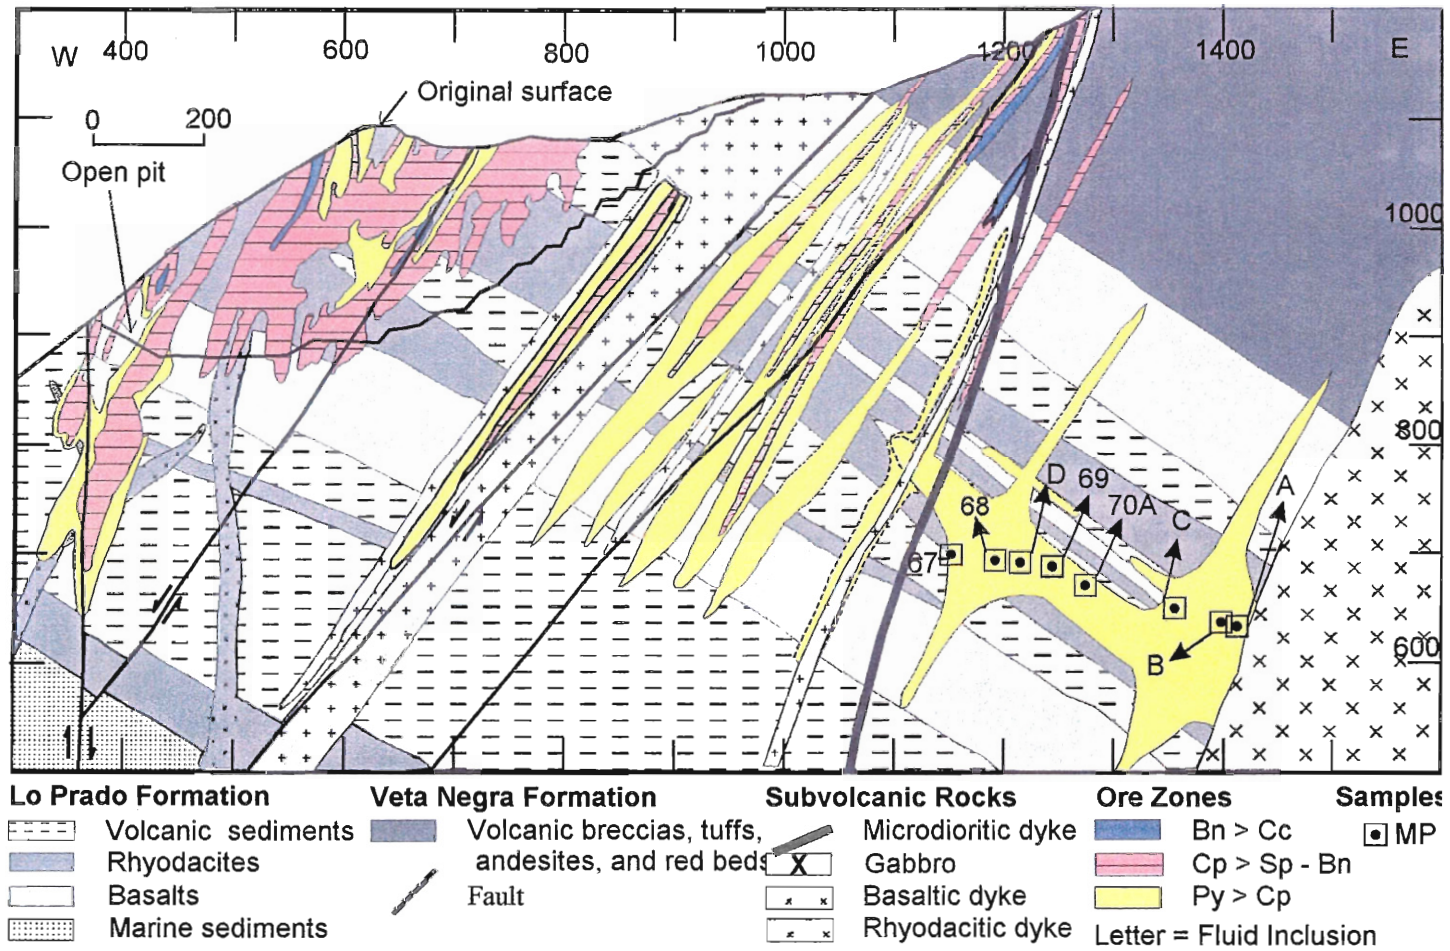 W 400 600 800 1000 1200 1400 E
Original surface
0 200
Open pit
1000
800
D 69
A
68 70A
C
67
B
600
Lo Prado Formation Veta Negra Formation Subvolcanic Rocks Ore Zones Samples
Volcanic sediments Volcanic breccias, tuffs, Microdioritic dyke Bn > Cc MP
Rhyodacites andesites, and red beds X Gabbro Cp > Sp - Bn
Basalts Fault Basaltic dyke Py > Cp
Marine sediments Rhyodacitic dyke Letter = Fluid Inclusion